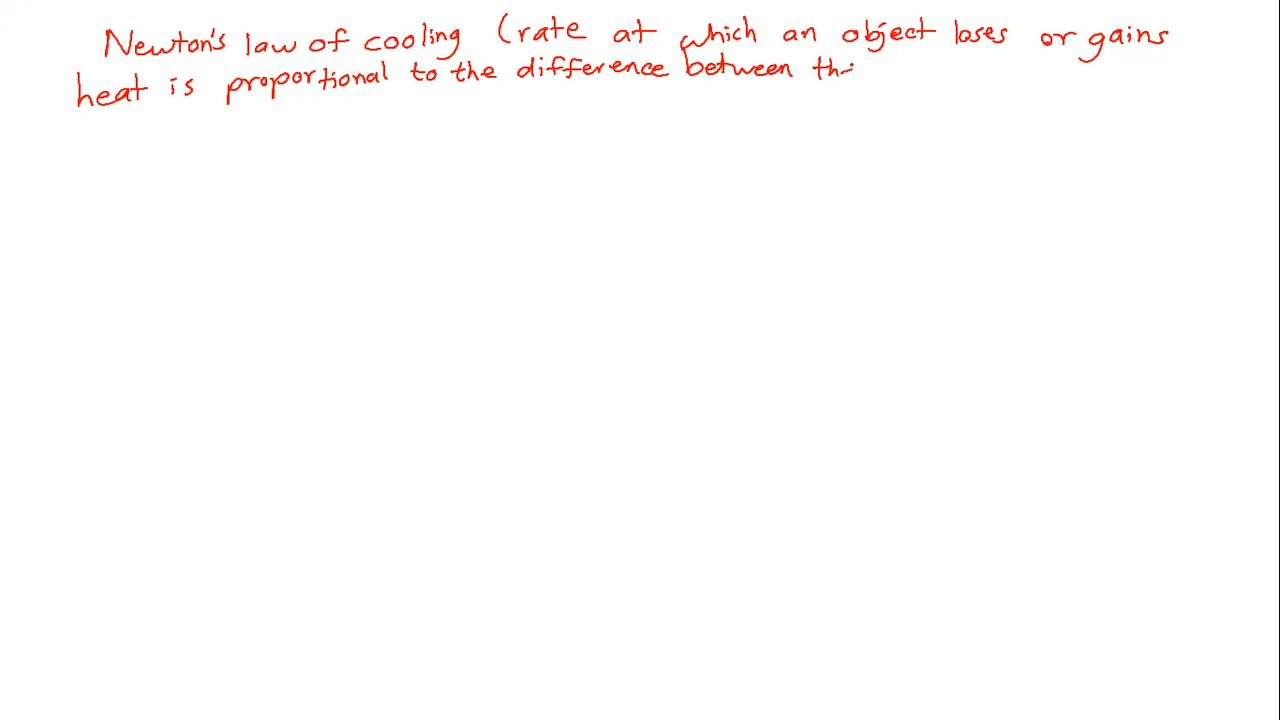 Newton's law of cooling (rate at which an object loses or gains
heat is proportional to the difference between